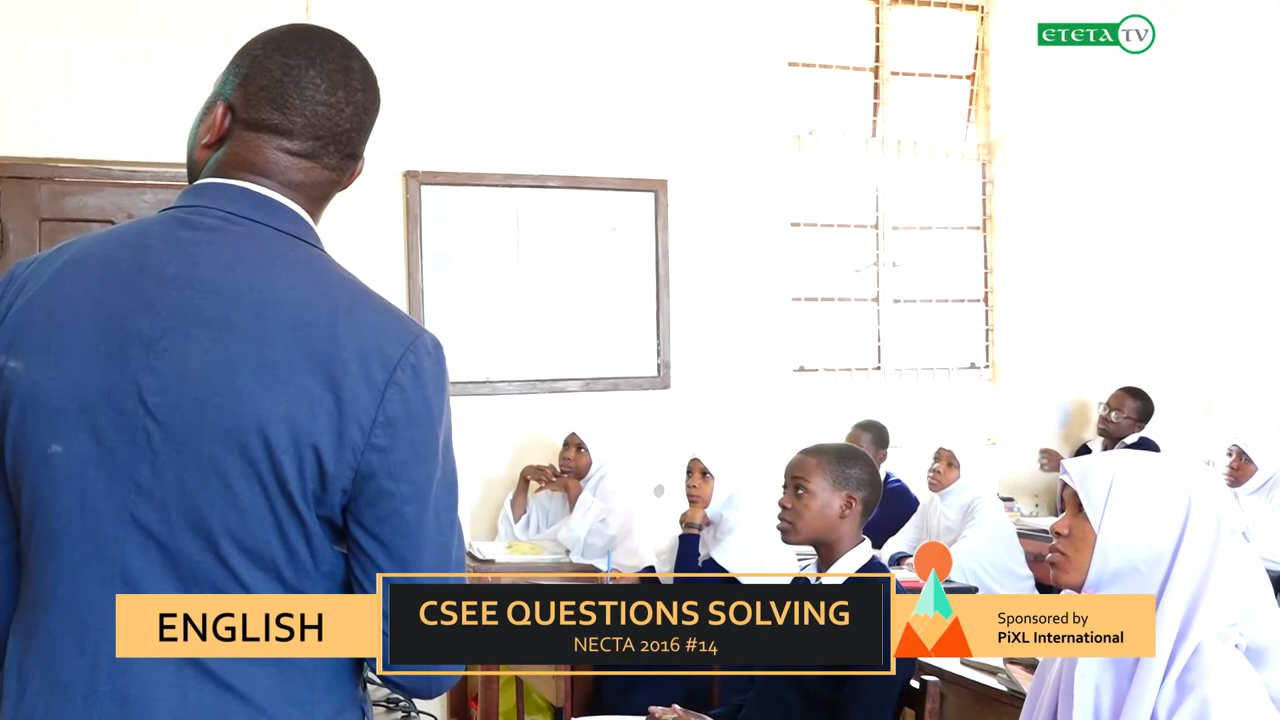 ETETA TV
ENGLISH
CSEE QUESTIONS SOLVING
NECTA 2016 #14
Sponsored by
PiXL International